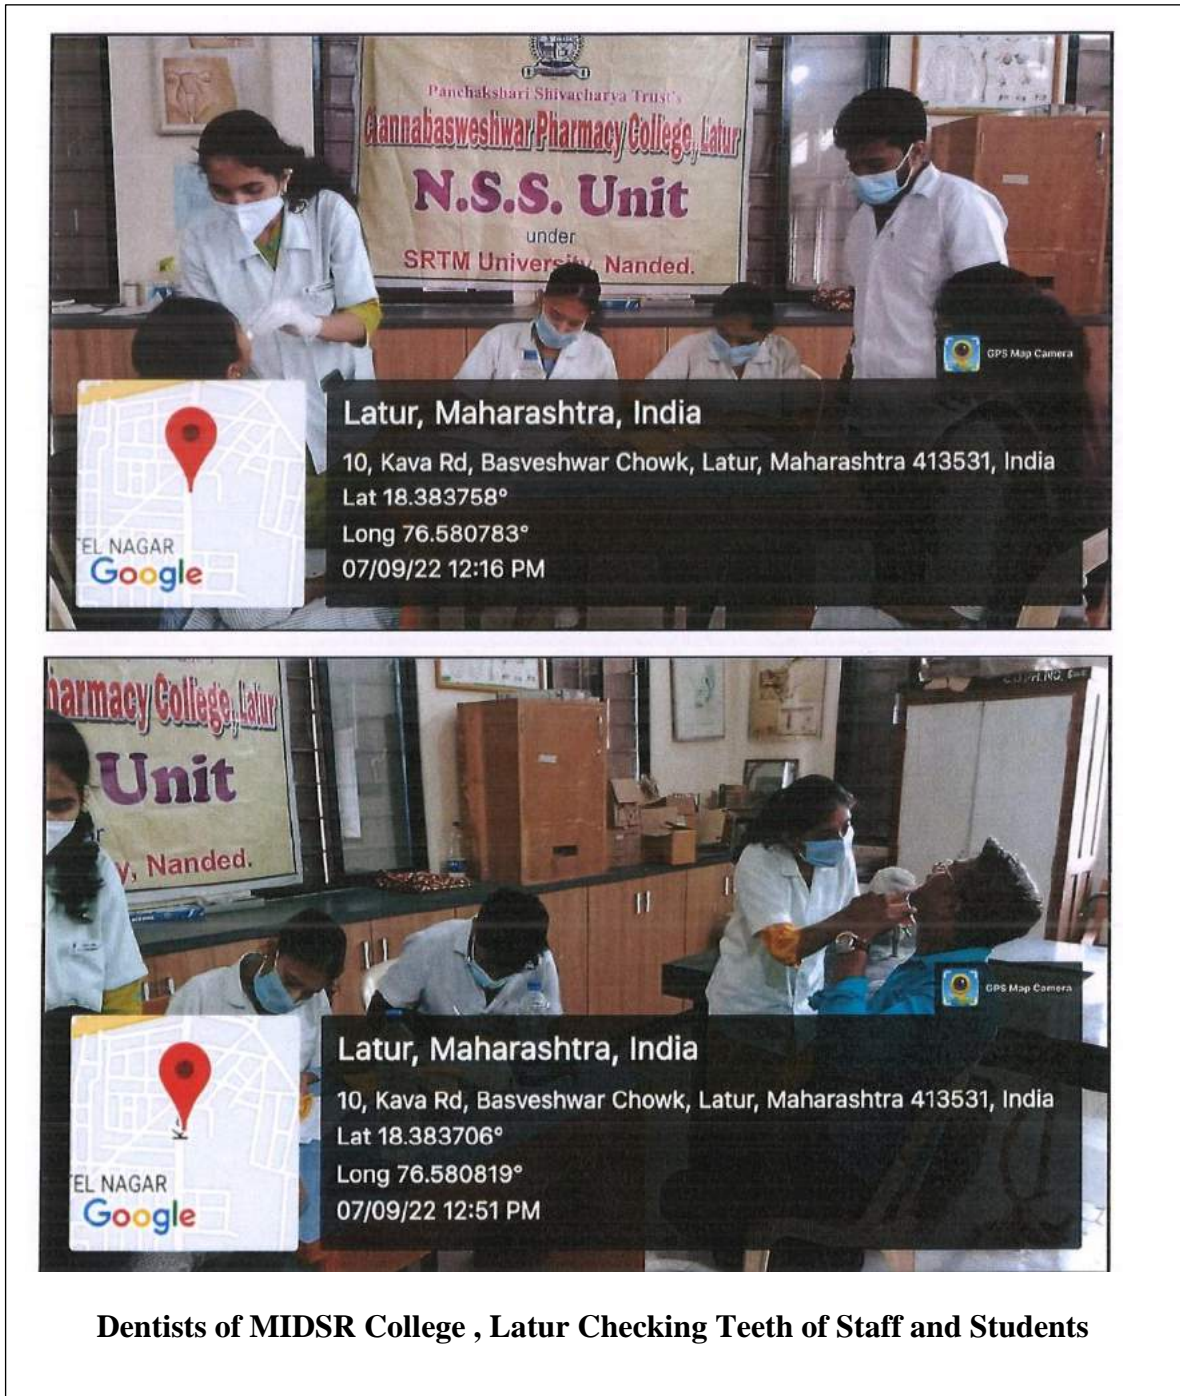 Panchakshari Shivacharya Trust's
Channabasweshwar Pharmacy College, Latur
N.S.S. Unit
under
SRTM University, Nanded.
GPS Map Camera
Latur, Maharashtra, India
10, Kava Rd, Basveshwar Chowk, Latur, Maharashtra 413531, India
Lat 18.383758°
Long 76.580783°
07/09/22 12:16 PM
TEL NAGAR
Google
harmacy College, Latur
Unit
r
y, Nanded.
GPS Map Camera
Latur, Maharashtra, India
10, Kava Rd, Basveshwar Chowk, Latur, Maharashtra 413531, India
Lat 18.383706°
Long 76.580819°
07/09/22 12:51 PM
TEL NAGAR
Google
Dentists of MIDSR College , Latur Checking Teeth of Staff and Students